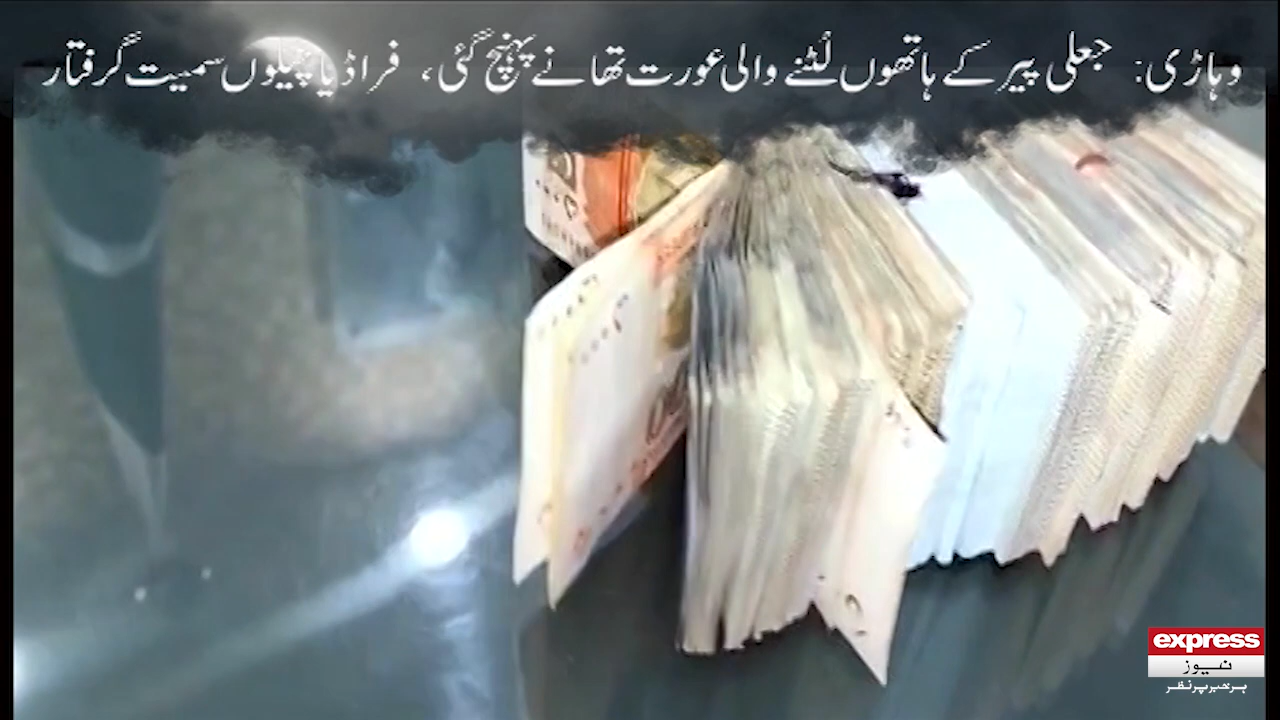 وہاڑی: جعلی پیر کے ہاتھوں لٹنے والی عورت تھانے پہنچ گئی، فراڈیا چیلوں سمیت گرفتار
express
نیوز
ہر خبر پر نظر